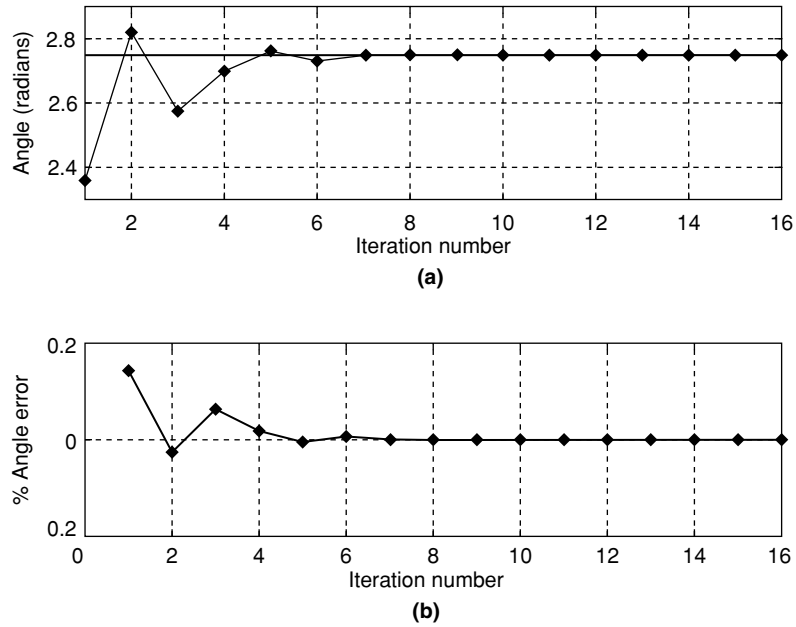 2.8
2.6
2.4
Angle (radians)
2 4 6 8 10 12 14 16
Iteration number
(a)
0.2
0
0.2
% Angle error
0 2 4 6 8 10 12 14 16
Iteration number
(b)